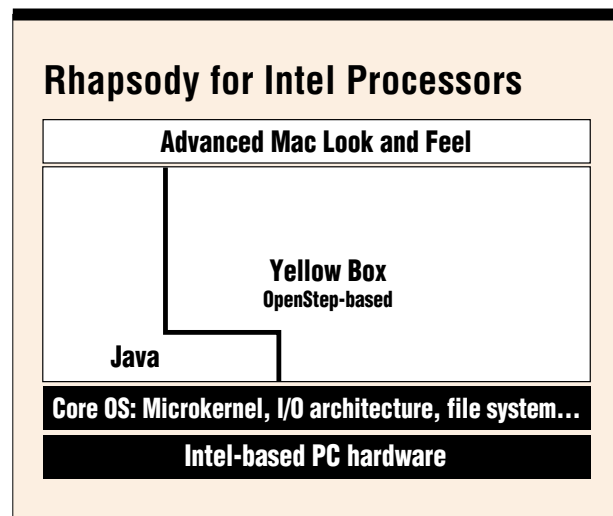 Rhapsody for Intel Processors
Advanced Mac Look and Feel
Yellow Box
OpenStep-based
Java
Core OS: Microkernel, I/O architecture, file system...
Intel-based PC hardware